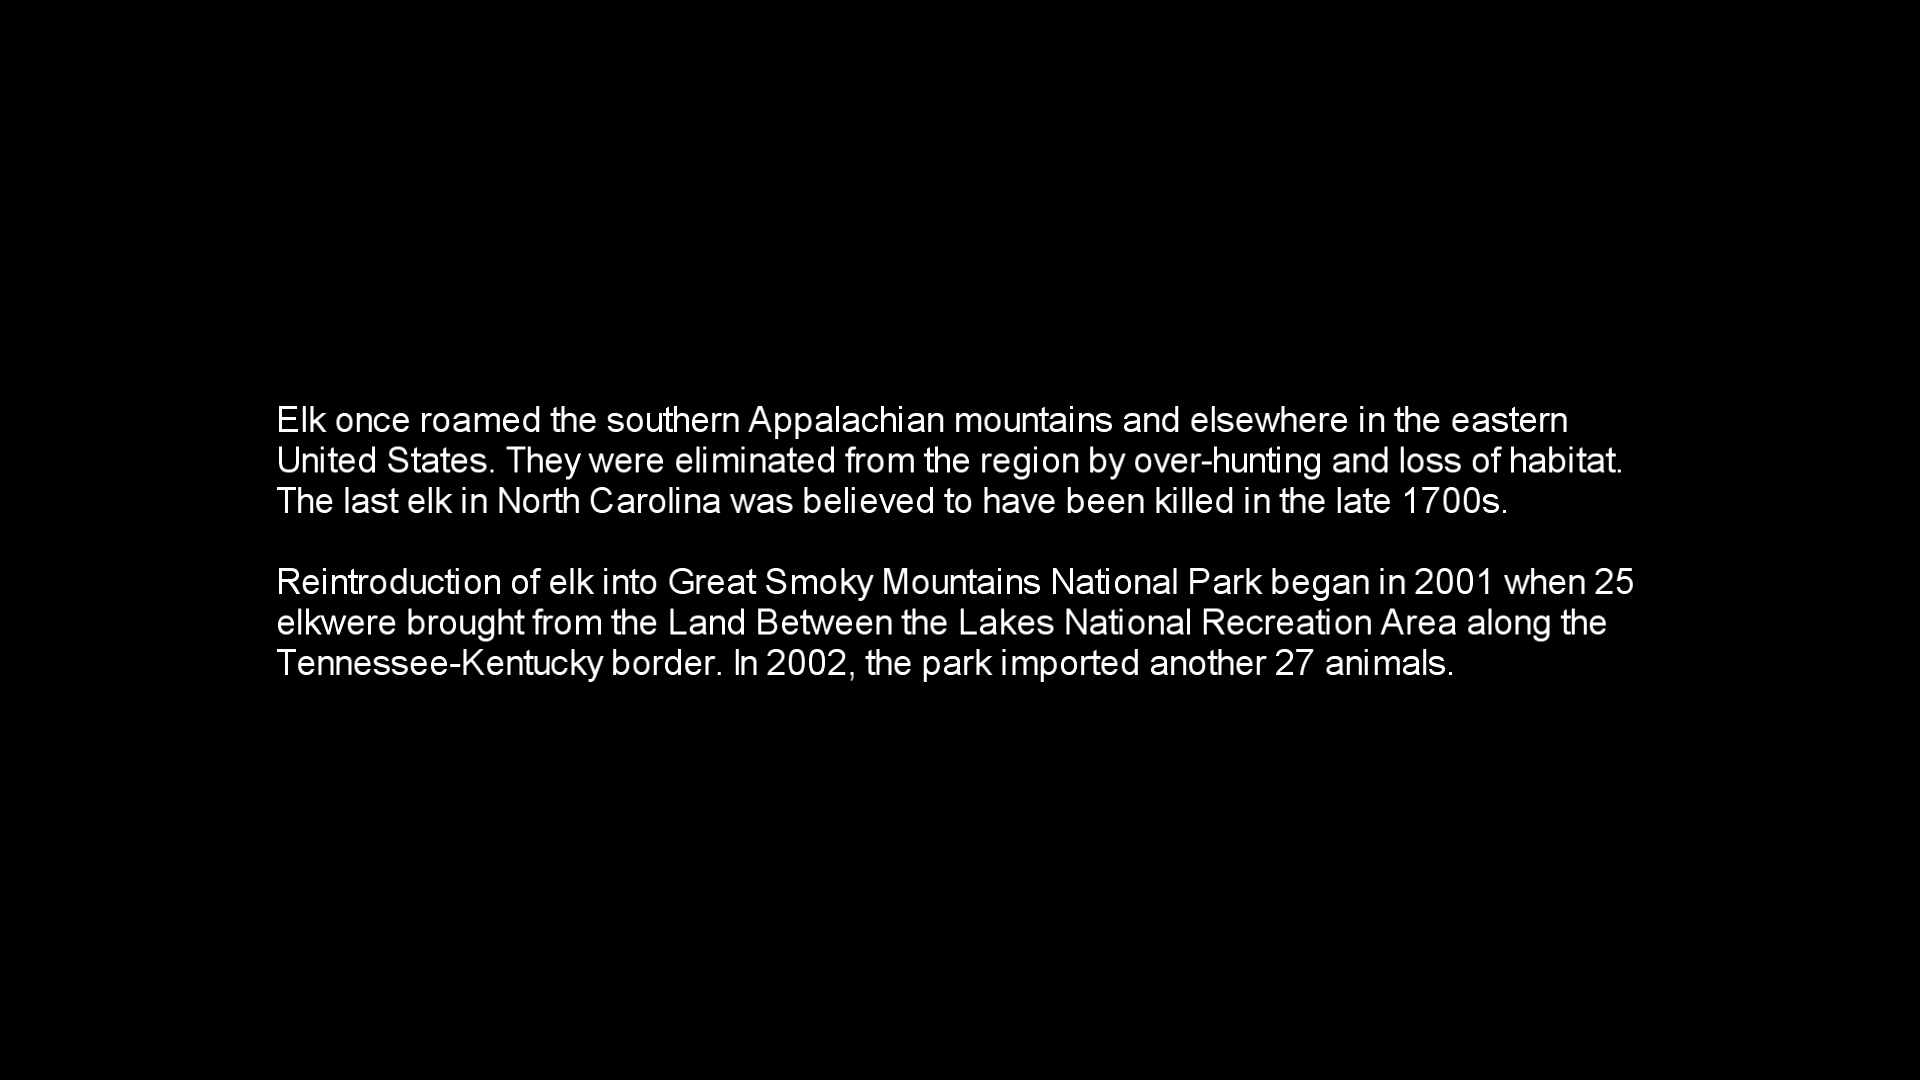 Elk once roamed the southern Appalachian mountains and elsewhere in the eastern
United States. They were eliminated from the region by over-hunting and loss of habitat.
The last elk in North Carolina was believed to have been killed in the late 1700s.
Reintroduction of elk into Great Smoky Mountains National Park began in 2001 when 25
elkwere brought from the Land Between the Lakes National Recreation Area along the
Tennessee-Kentucky border. In 2002, the park imported another 27 animals.